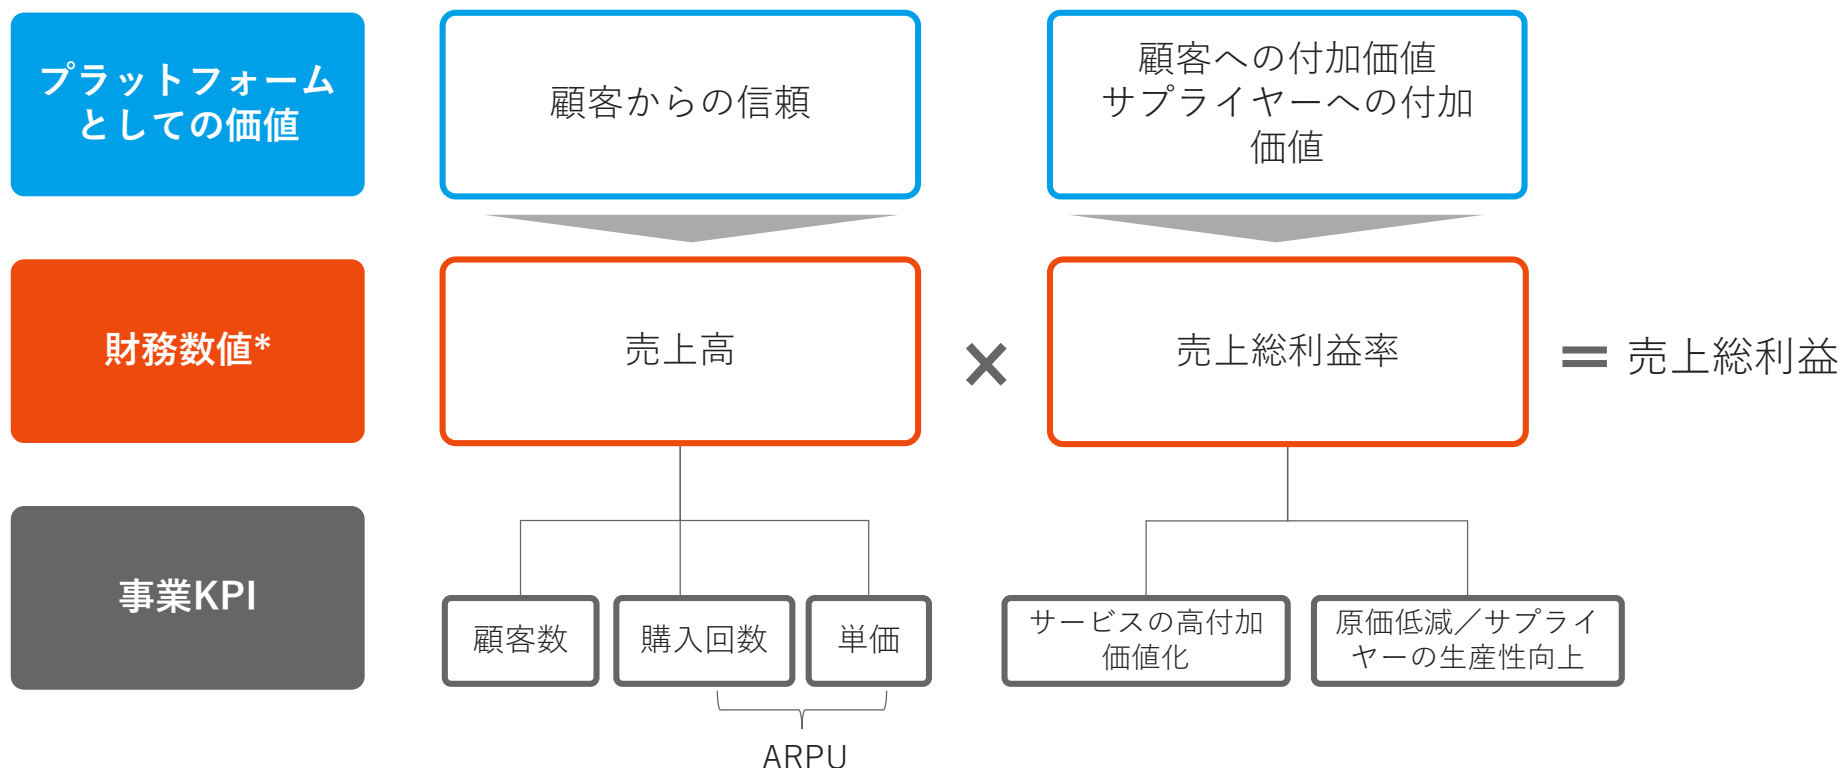 プラットフォーム
としての価値
顧客からの信頼
顧客への付加価値
サプライヤーへの付加
価値
財務数値*
売上高
×
売上総利益率
＝ 売上総利益
事業KPI
顧客数
購入回数
単価
サービスの高付加
価値化
原価低減／サプライ
ヤーの生産性向上
ARPU